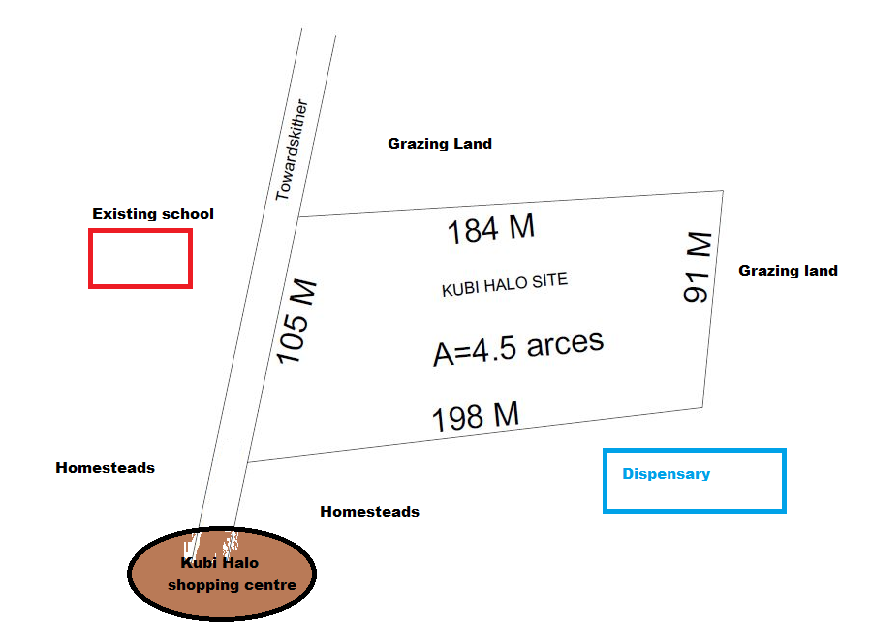 Towardskither
Grazing Land
Existing school
184 M
KUBI HALO SITE
91 M
Grazing land
105 M
A=4.5 arces
198 M
Homesteads
Dispensary
Homesteads
Kubi Halo
shopping centre